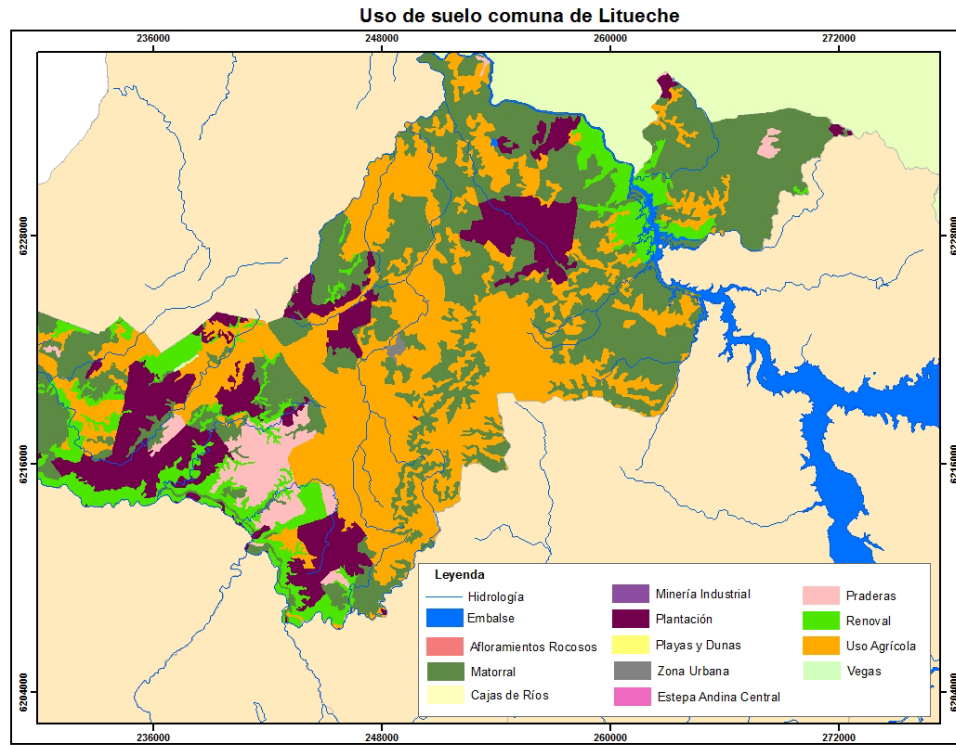 Uso de suelo comuna de Litueche
236000 248000 260000 272000
6228000 6228000
6216000 6216000
6204000 6204000
Leyenda
Hidrología
Embalse
Afloramientos Rocosos
Matorral
Cajas de Ríos
Minería Industrial
Plantación
Playas y Dunas
Zona Urbana
Estepa Andina Central
Praderas
Renoval
Uso Agrícola
Vegas
236000 248000 260000 272000